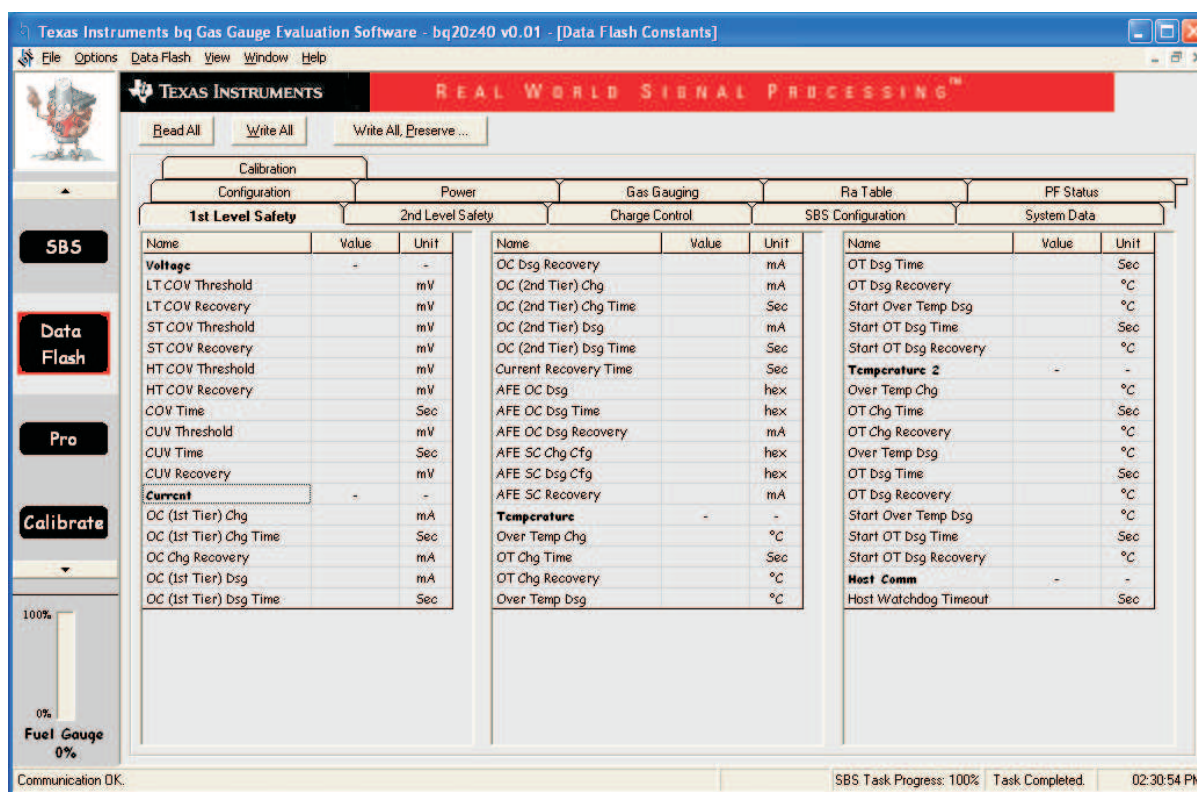 Texas Instruments bq Gas Gauge Evaluation Software - bq20z40 v0.01 - [Data Flash Constants]
File Options Data Flash View Window Help
TEXAS INSTRUMENTS REAL WORLD SIGNAL PROCESSING™
Read All Write All Write All, Preserve ...
Calibration
Configuration Power Gas Gauging Ra Table PF Status
1st Level Safety 2nd Level Safety Charge Control SBS Configuration System Data
SBS
Data
Flash
Pro
Calibrate
100%
0%
Fuel Gauge
0%
Name Value Unit
Voltage - -
LT COV Threshold mV
LT COV Recovery mV
ST COV Threshold mV
ST COV Recovery mV
HT COV Threshold mV
HT COV Recovery mV
COV Time Sec
CUV Threshold mV
CUV Time Sec
CUV Recovery mV
Current - -
OC (1st Tier) Chg mA
OC (1st Tier) Chg Time Sec
OC Chg Recovery mA
OC (1st Tier) Dsg mA
OC (1st Tier) Dsg Time Sec
Name Value Unit
OC Dsg Recovery mA
OC (2nd Tier) Chg mA
OC (2nd Tier) Chg Time Sec
OC (2nd Tier) Dsg mA
OC (2nd Tier) Dsg Time Sec
Current Recovery Time Sec
AFE OC Dsg hex
AFE OC Dsg Time hex
AFE OC Dsg Recovery mA
AFE SC Chg Cfg hex
AFE SC Dsg Cfg hex
AFE SC Recovery mA
Temperature - -
Over Temp Chg °C
OT Chg Time Sec
OT Chg Recovery °C
Over Temp Dsg °C
Name Value Unit
OT Dsg Time Sec
OT Dsg Recovery °C
Start Over Temp Dsg °C
Start OT Dsg Time Sec
Start OT Dsg Recovery °C
Temperature 2 - -
Over Temp Chg °C
OT Chg Time Sec
OT Chg Recovery °C
Over Temp Dsg °C
OT Dsg Time Sec
OT Dsg Recovery °C
Start Over Temp Dsg °C
Start OT Dsg Time Sec
Start OT Dsg Recovery °C
Host Comm - -
Host Watchdog Timeout Sec
Communication OK. SBS Task Progress: 100% Task Completed. 02:30:54 PM